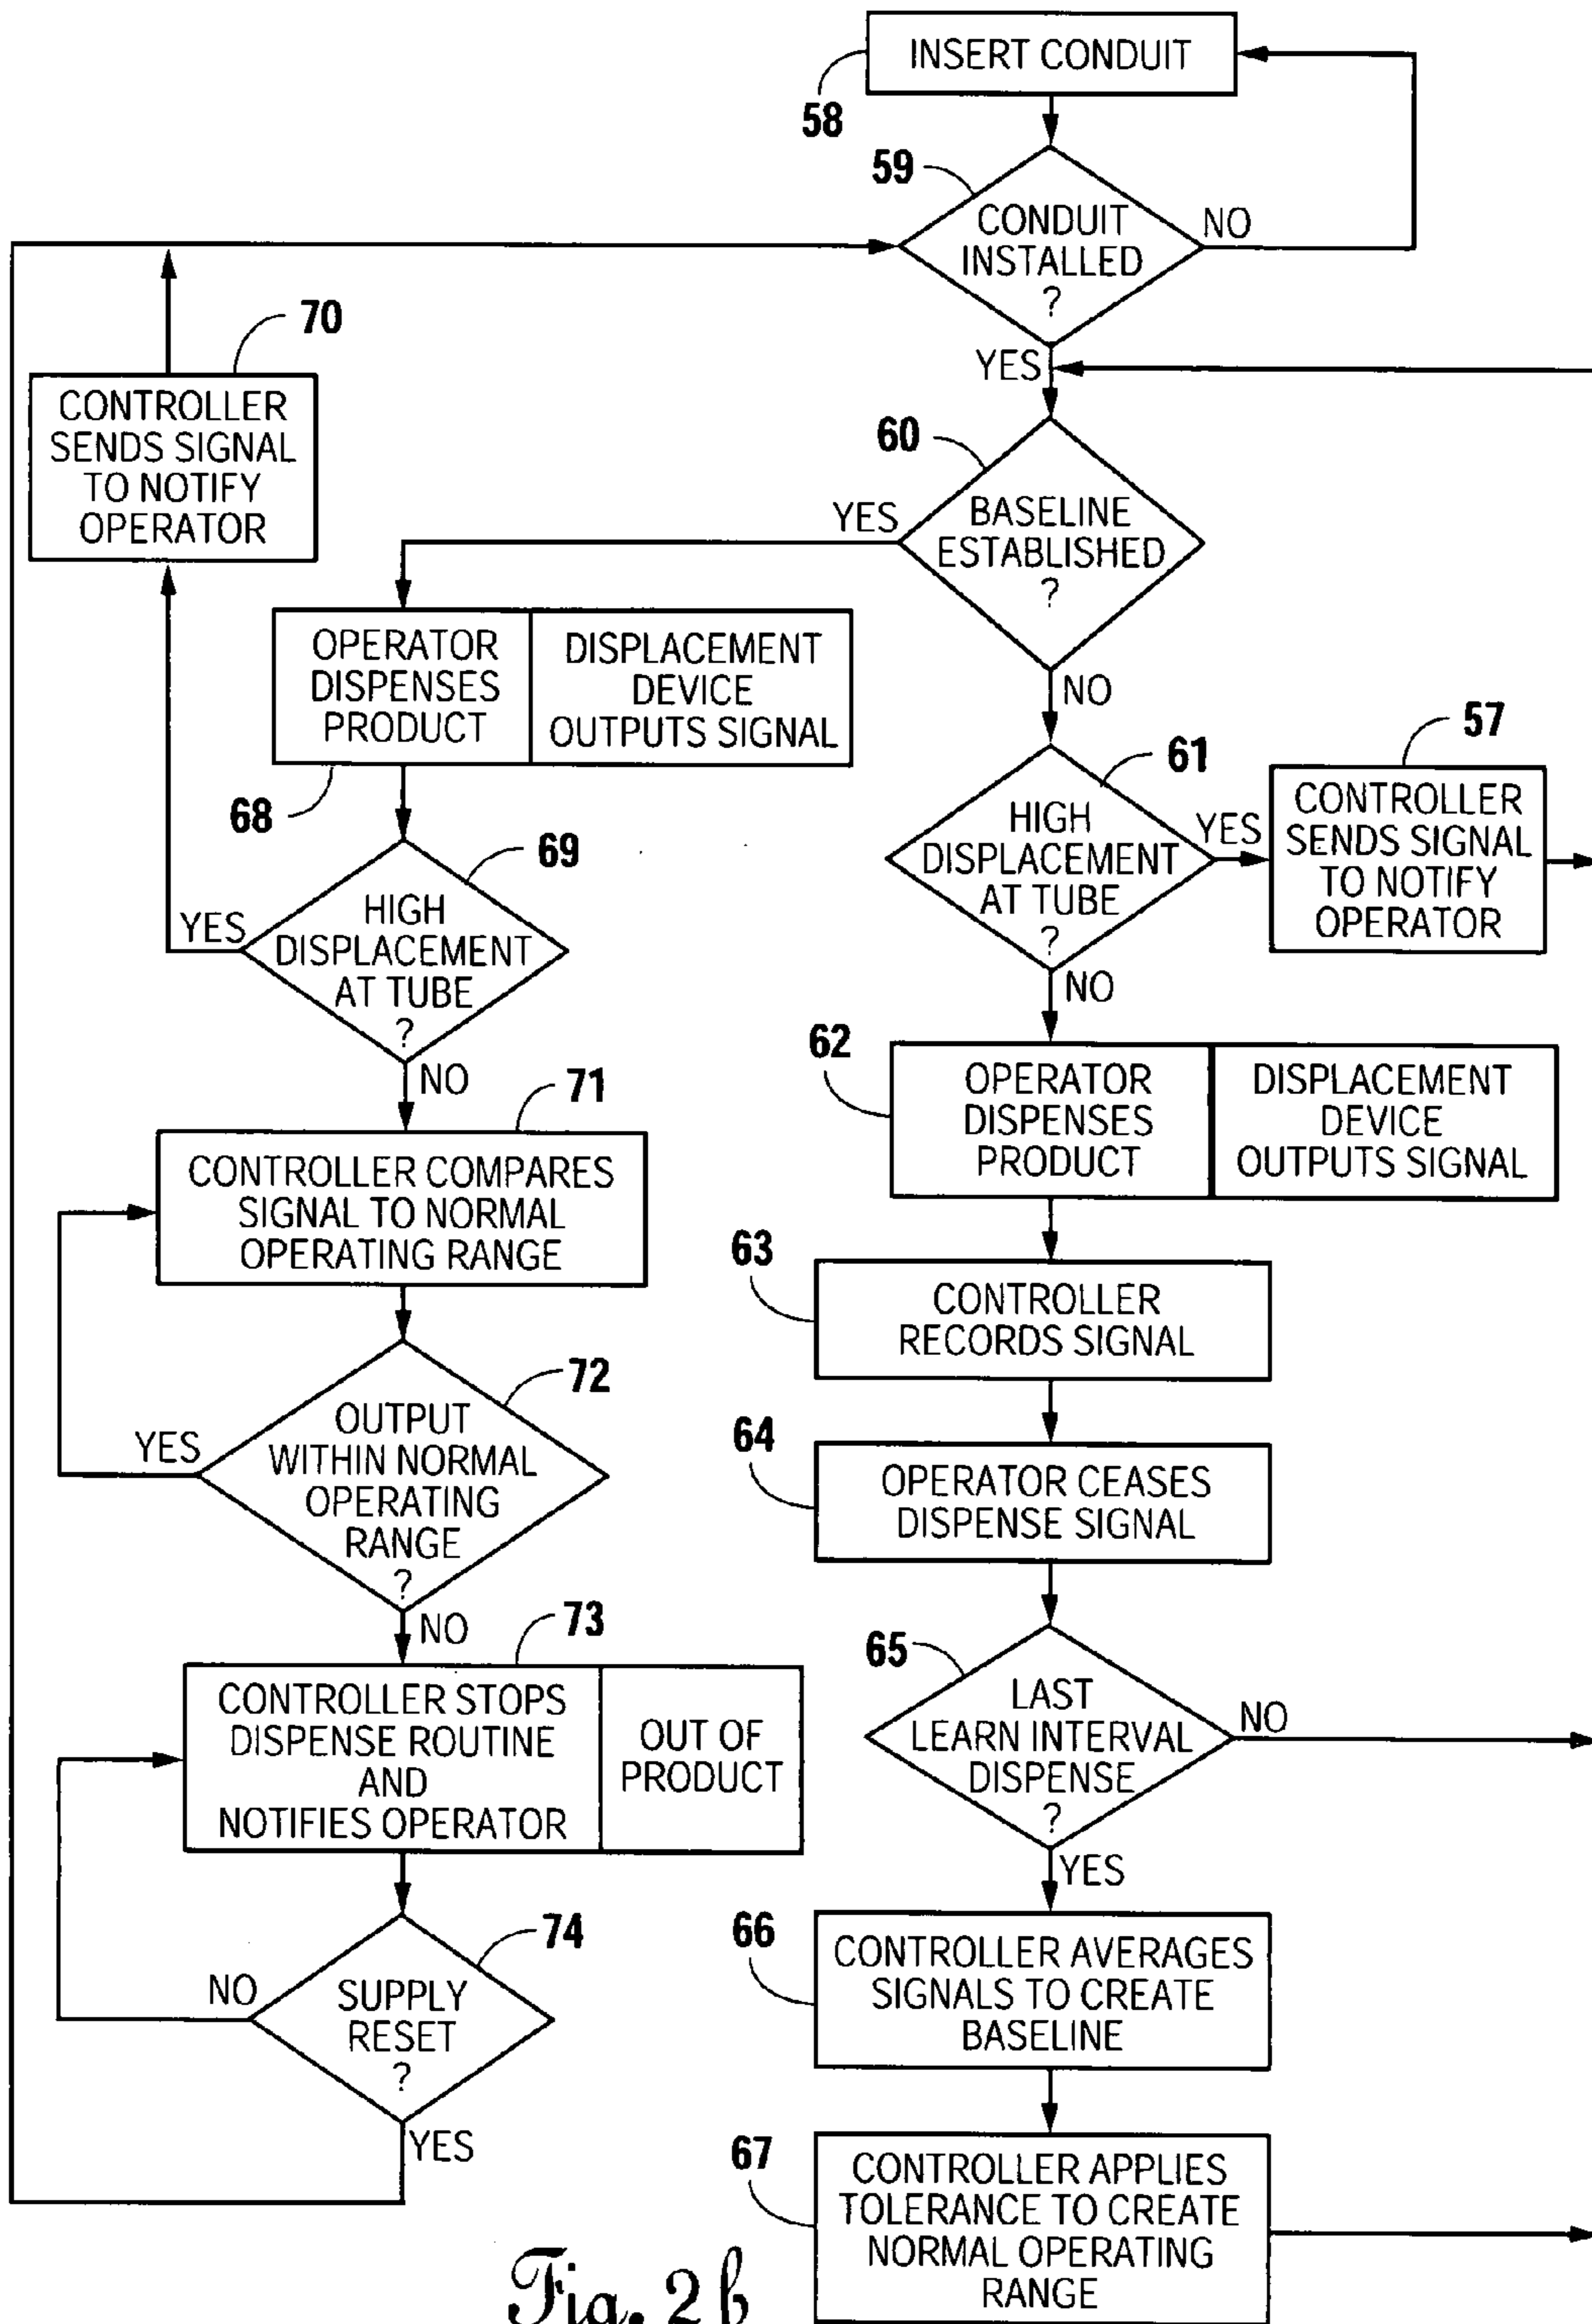 INSERT CONDUIT
58
59
CONDUIT
INSTALLED
?
NO
YES
70
CONTROLLER
SENDS SIGNAL
TO NOTIFY
OPERATOR
60
BASELINE
ESTABLISHED
?
YES
NO
OPERATOR
DISPENSES
PRODUCT
DISPLACEMENT
DEVICE
OUTPUTS SIGNAL
68
69
HIGH
DISPLACEMENT
AT TUBE
?
YES
NO
71
CONTROLLER COMPARES
SIGNAL TO NORMAL
OPERATING RANGE
72
OUTPUT
WITHIN NORMAL
OPERATING
RANGE
?
YES
NO
73
CONTROLLER STOPS
DISPENSE ROUTINE
AND
NOTIFIES OPERATOR
OUT OF
PRODUCT
74
SUPPLY
RESET
?
NO
YES
61
HIGH
DISPLACEMENT
AT TUBE
?
YES
NO
57
CONTROLLER
SENDS SIGNAL
TO NOTIFY
OPERATOR
62
OPERATOR
DISPENSES
PRODUCT
DISPLACEMENT
DEVICE
OUTPUTS SIGNAL
63
CONTROLLER
RECORDS SIGNAL
64
OPERATOR CEASES
DISPENSE SIGNAL
65
LAST
LEARN INTERVAL
DISPENSE
?
NO
YES
66
CONTROLLER AVERAGES
SIGNALS TO CREATE
BASELINE
67
CONTROLLER APPLIES
TOLERANCE TO CREATE
NORMAL OPERATING
RANGE
Fig. 2b